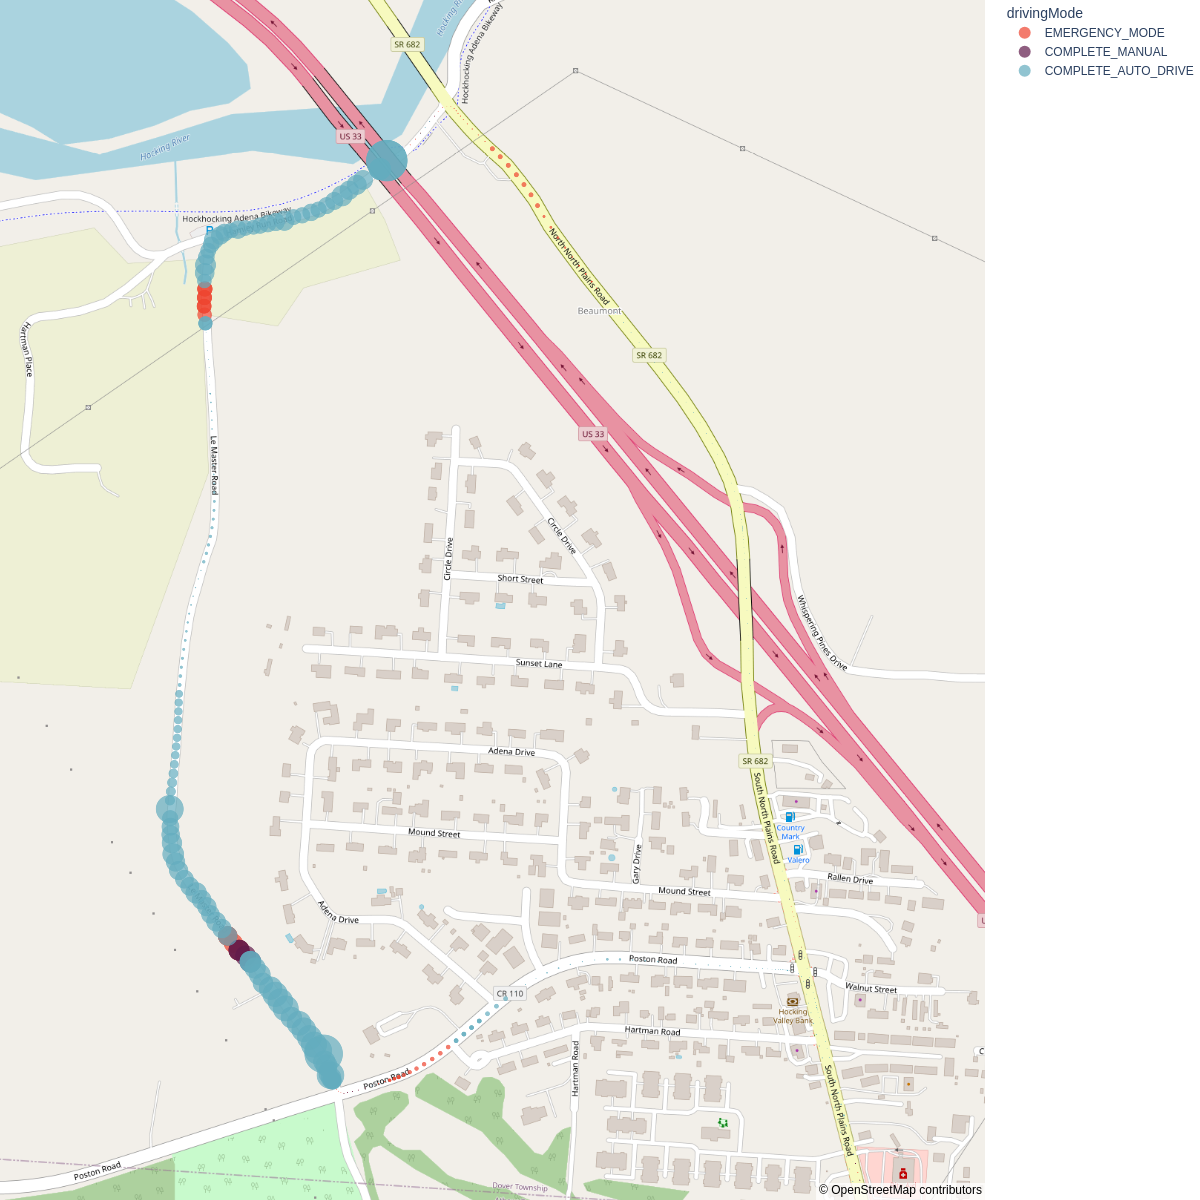 drivingMode
EMERGENCY_MODE
COMPLETE_MANUAL
COMPLETE_AUTO_DRIVE
SR 682
Hockhocking Adena Bikeway
US 33
Hocking River
Hockhocking Adena Bikeway
North North Plains Road
Beaumont
Hartman Place
SR 682
Le Master Road
US 33
Circle Drive
Circle Drive
Short Street
Whispering Pines Drive
Sunset Lane
Adena Drive
SR 682
South North Plains Road
Country
Mark
Mound Street
Valero
Gary Drive
Rallen Drive
Mound Street
Adena Drive
Poston Road
CR 110
Walnut Street
Hocking
Valley Bank
Hartman Road
Hartman Road
Poston Road
South North Plains Road
Poston Road
Dover Township
© OpenStreetMap contributors